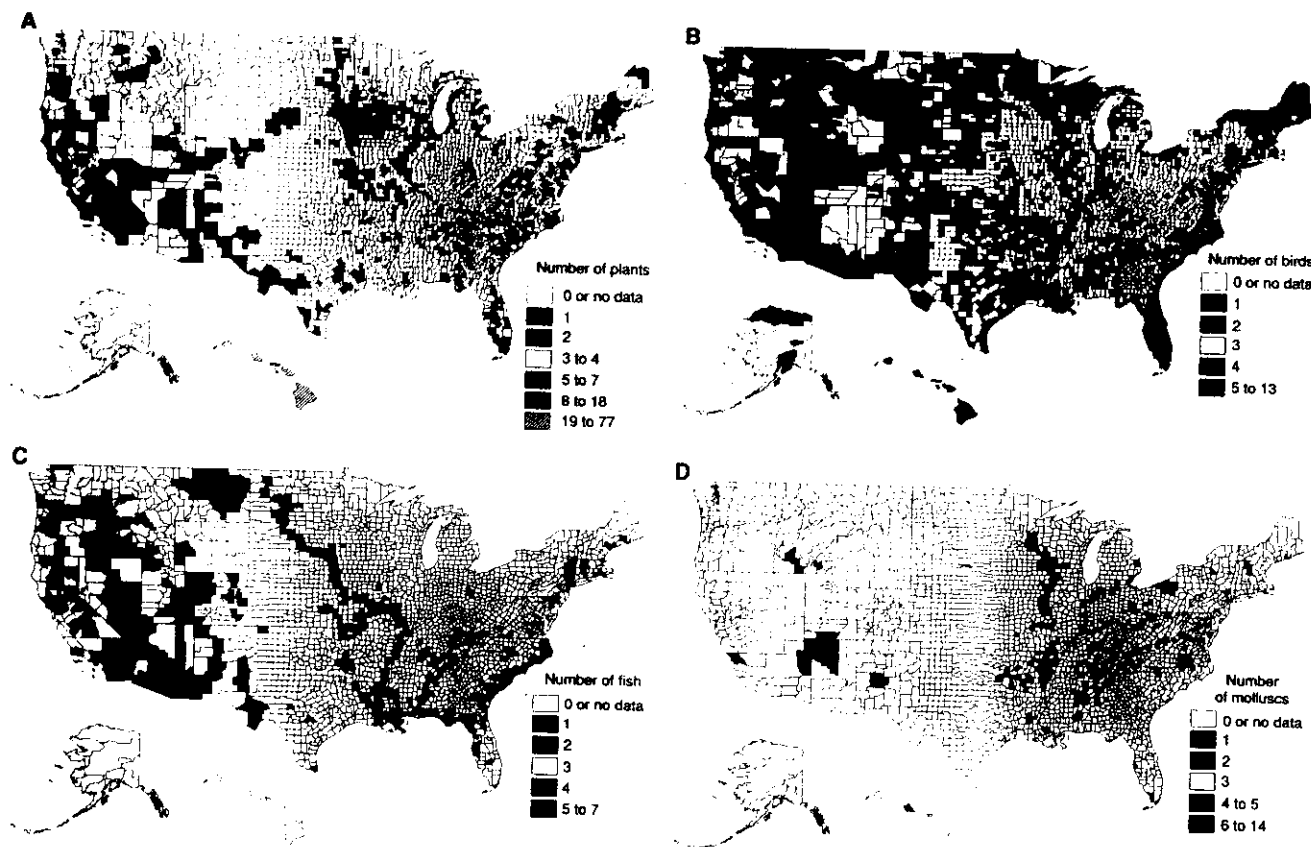 A
Number of plants
0 or no data
1
2
3 to 4
5 to 7
8 to 18
19 to 77
B
Number of birds
0 or no data
1
2
3
4
5 to 13
C
Number of fish
0 or no data
1
2
3
4
5 to 7
D
Number
of molluscs
0 or no data
1
2
3
4 to 5
6 to 14